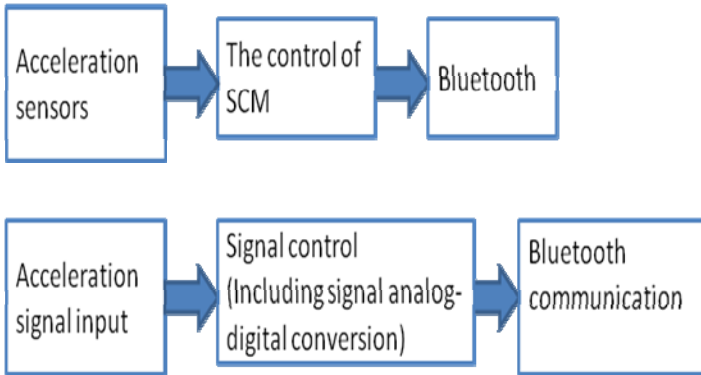 Acceleration
sensors
The control of
SCM
Bluetooth
Acceleration
signal input
Signal control
(Including signal analog-
digital conversion)
Bluetooth
communication